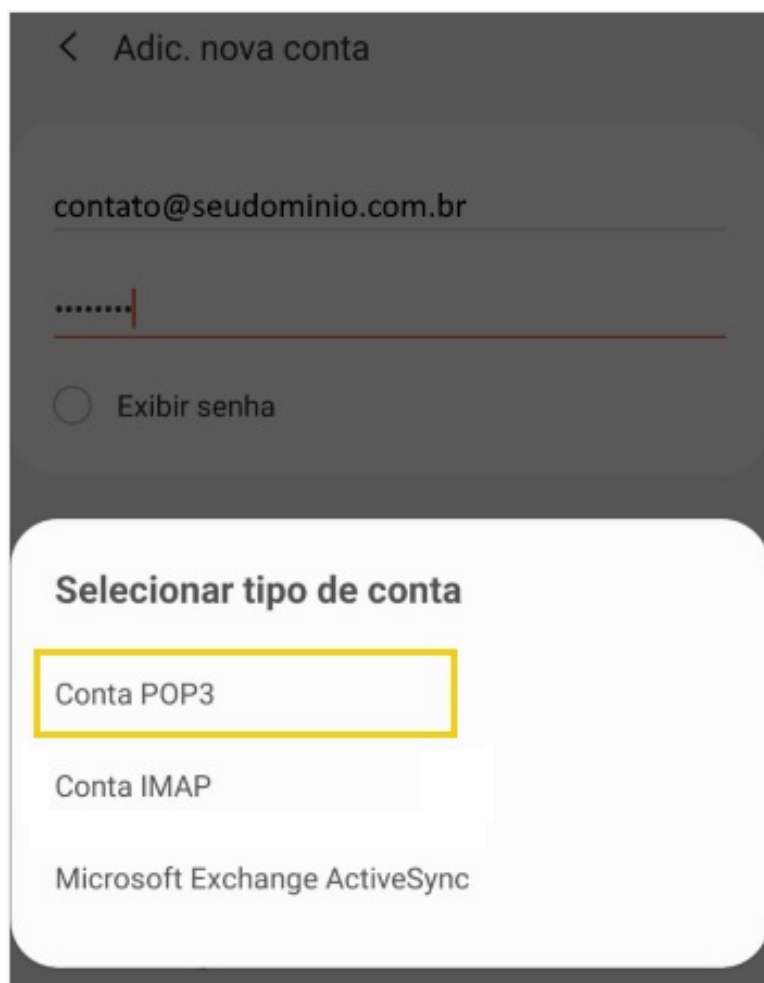 Adic. nova conta
contato@seudominio.com.br
••••••••
Exibir senha
Selecionar tipo de conta
Conta POP3
Conta IMAP
Microsoft Exchange ActiveSync